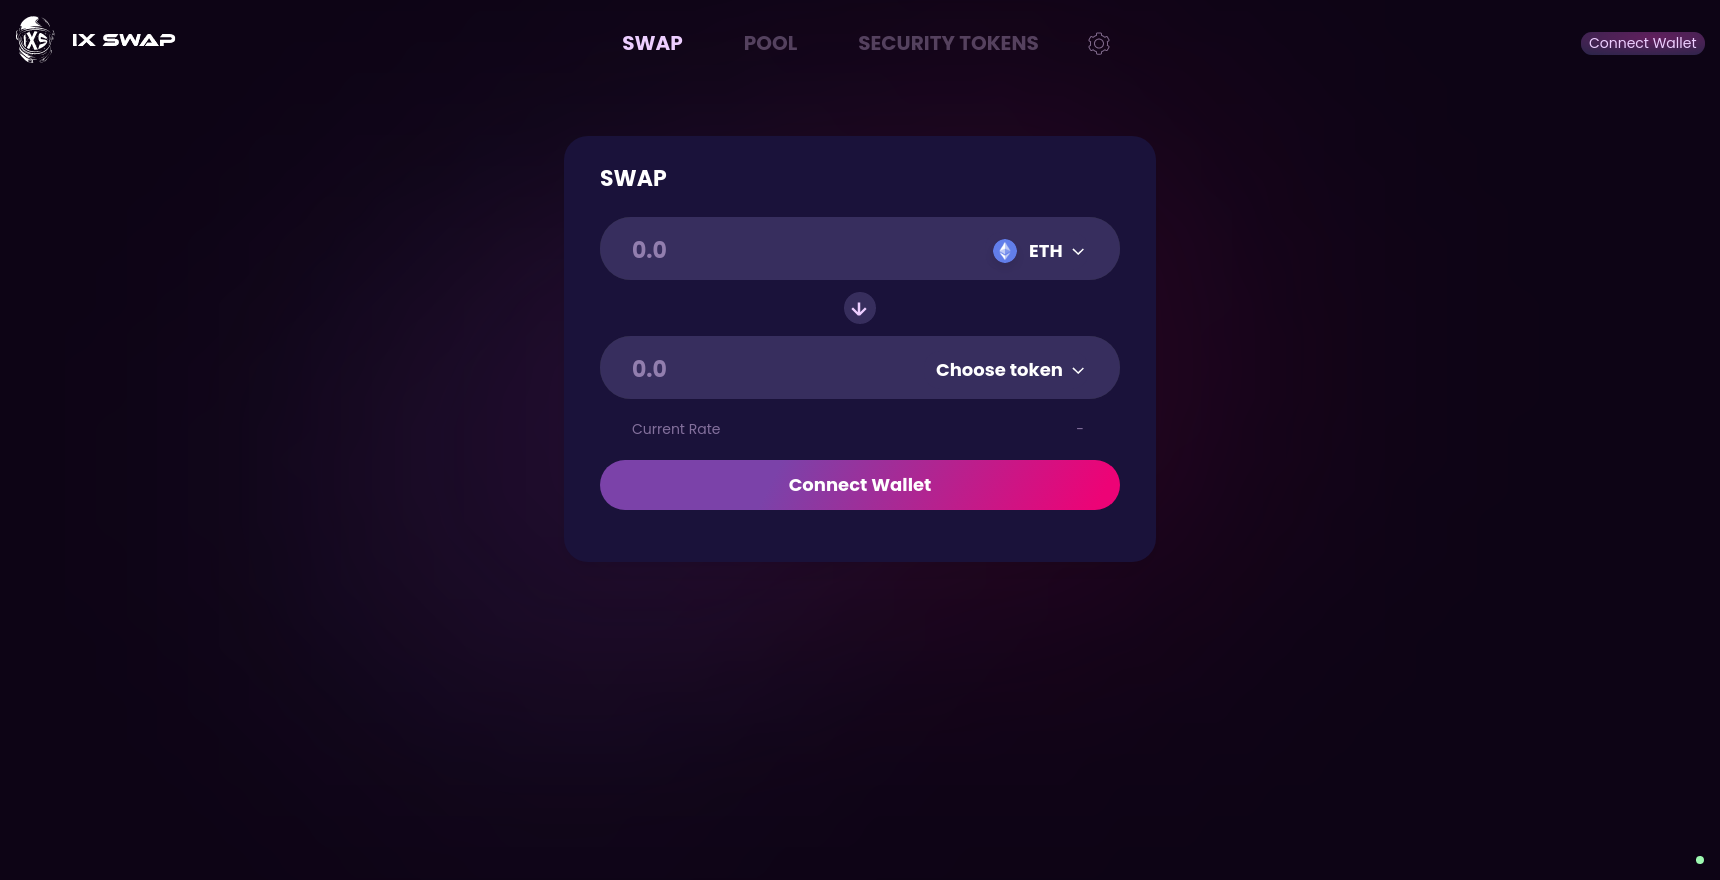 IXS
IX SWAP
SWAP
POOL
SECURITY TOKENS
Connect Wallet
SWAP
0.0
ETH
0.0
Choose token
Current Rate
-
Connect Wallet